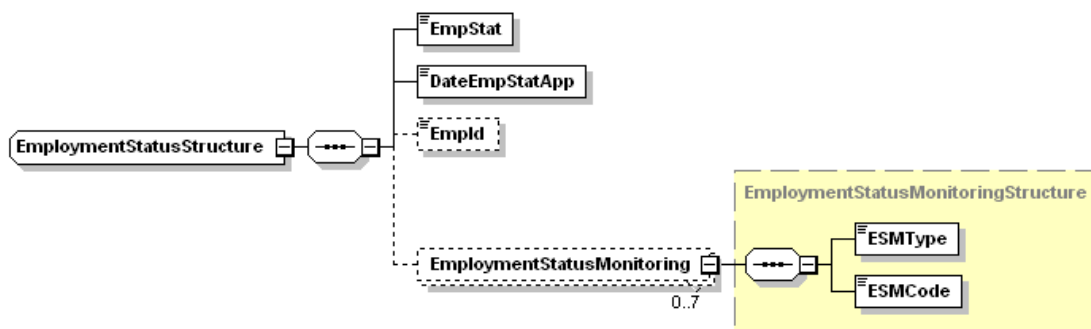 EmpStat
DateEmpStatApp
EmpId
EmploymentStatusStructure
EmploymentStatusMonitoringStructure
ESMType
EmploymentStatusMonitoring
ESMCode
0..7